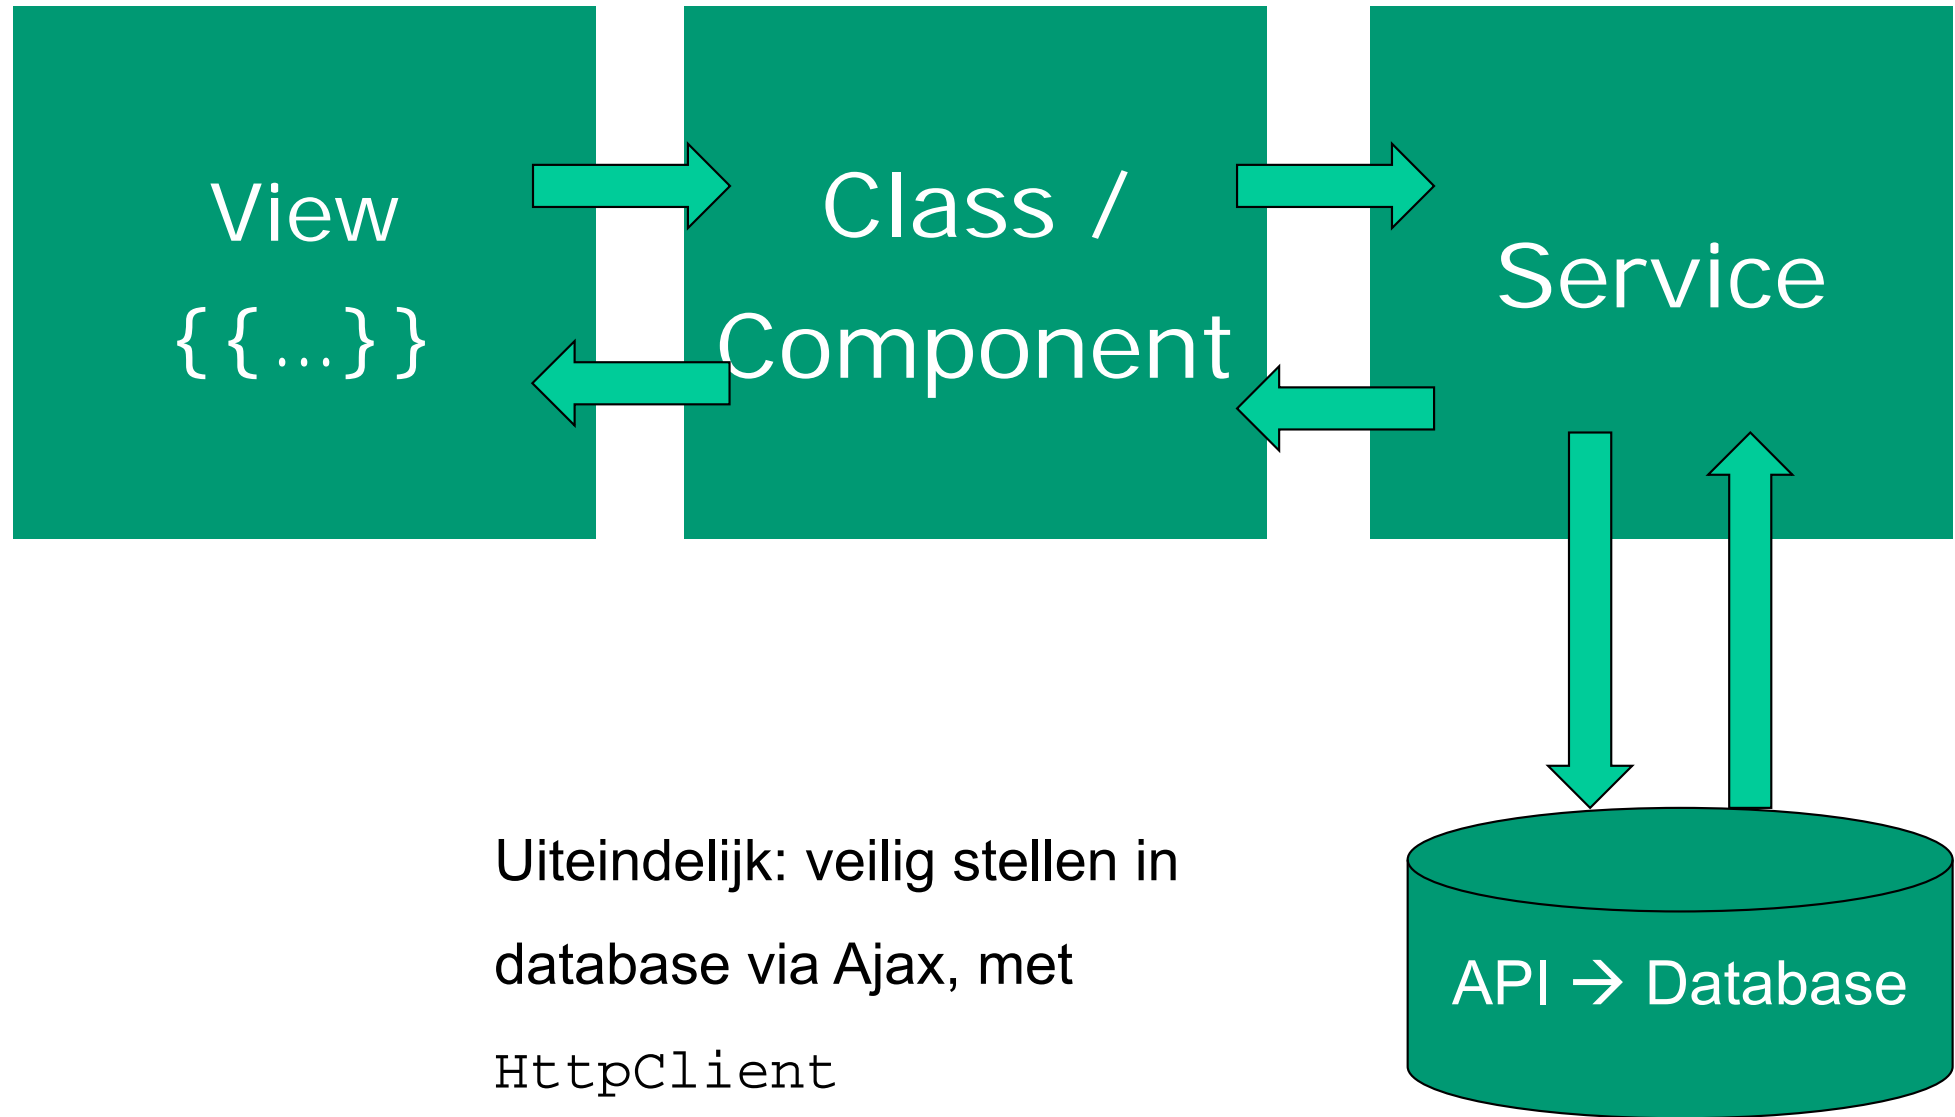 View
{{…}}
Class /
Component
Service
Uiteindelijk: veilig stellen in
database via Ajax, met
HttpClient
API → Database